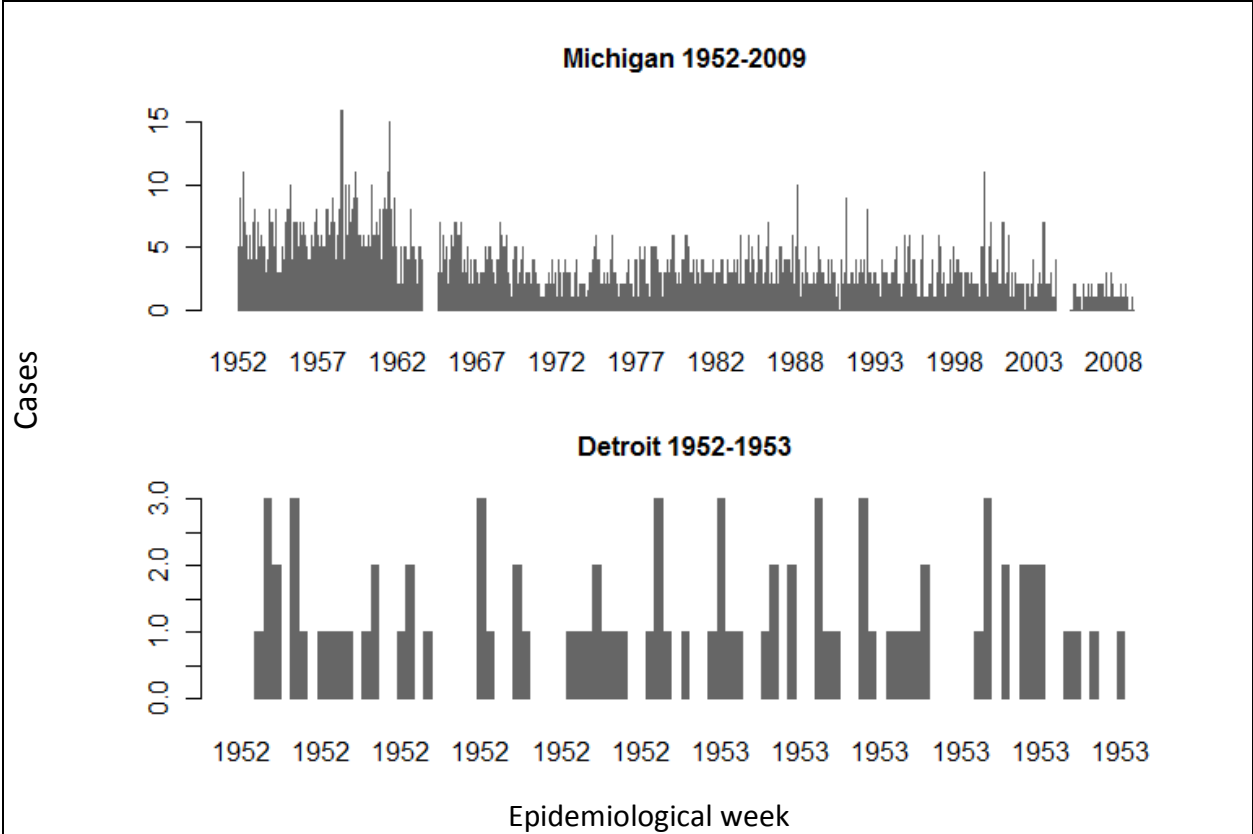 Michigan 1952-2009
15
10
5
0
1952 1957 1962 1967 1972 1977 1982 1988 1993 1998 2003 2008
Cases
Detroit 1952-1953
3.0
2.0
1.0
0.0
1952 1952 1952 1952 1952 1952 1953 1953 1953 1953 1953 1953
Epidemiological week